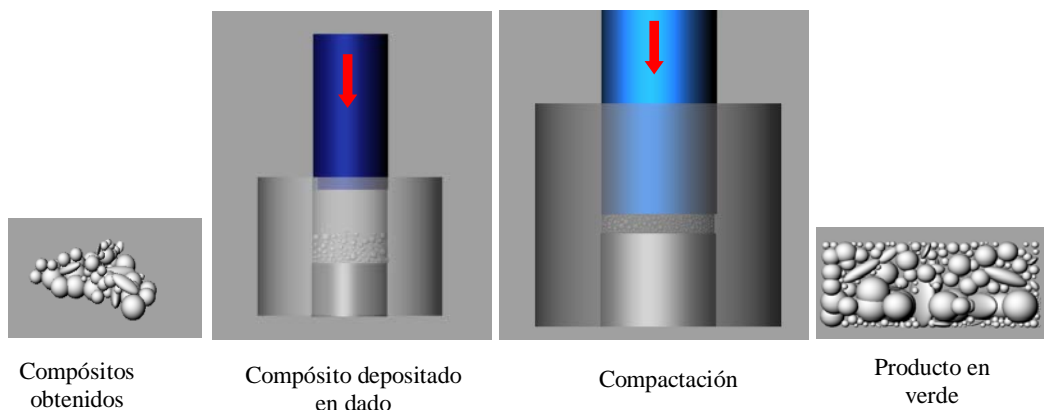 Compósitos
obtenidos
Compósito depositado
en dado
Compactación
Producto en
verde